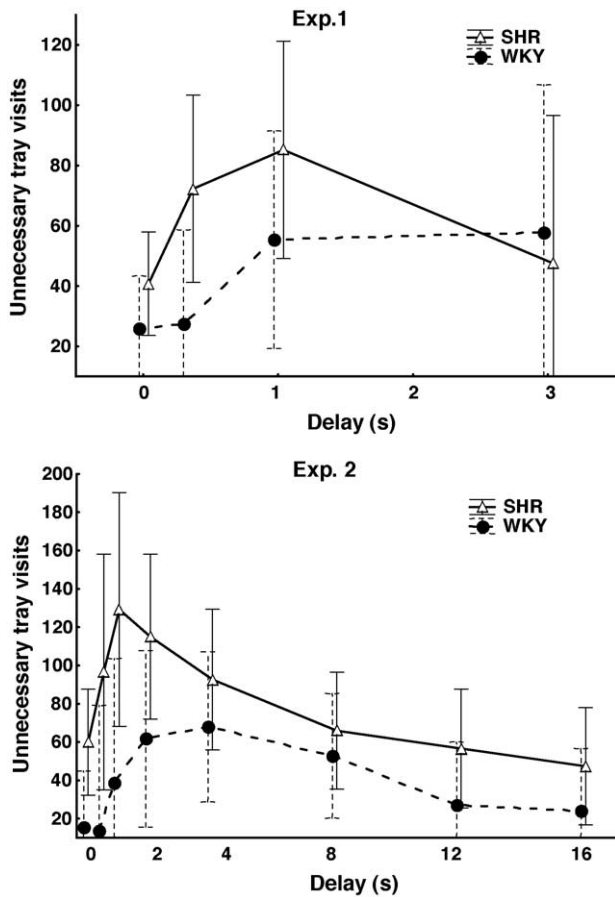 Exp.1
SHR
WKY
Unnecessary tray visits
120
100
80
60
40
20
0 1 2 3
Delay (s)
Exp. 2
SHR
WKY
Unnecessary tray visits
200
180
160
140
120
100
80
60
40
20
0 2 4 8 12 16
Delay (s)